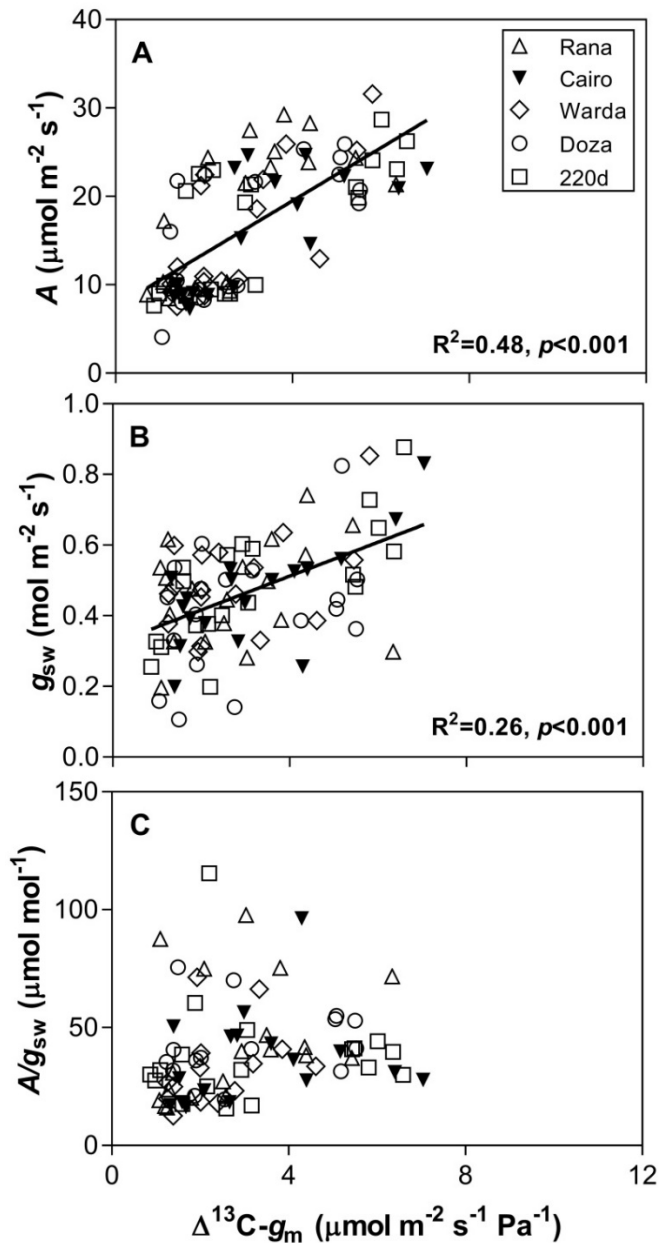 40
A
Rana
Cairo
Warda
Doza
220d
30
20
10
0
A (μmol m⁻² s⁻¹)
R²=0.48, p<0.001
1.0
B
0.8
0.6
0.4
0.2
0.0
gsw (mol m⁻² s⁻¹)
R²=0.26, p<0.001
150
C
100
50
0
A/gsw (μmol mol⁻¹)
0 4 8 12
Δ¹³C-gm (μmol m⁻² s⁻¹ Pa⁻¹)